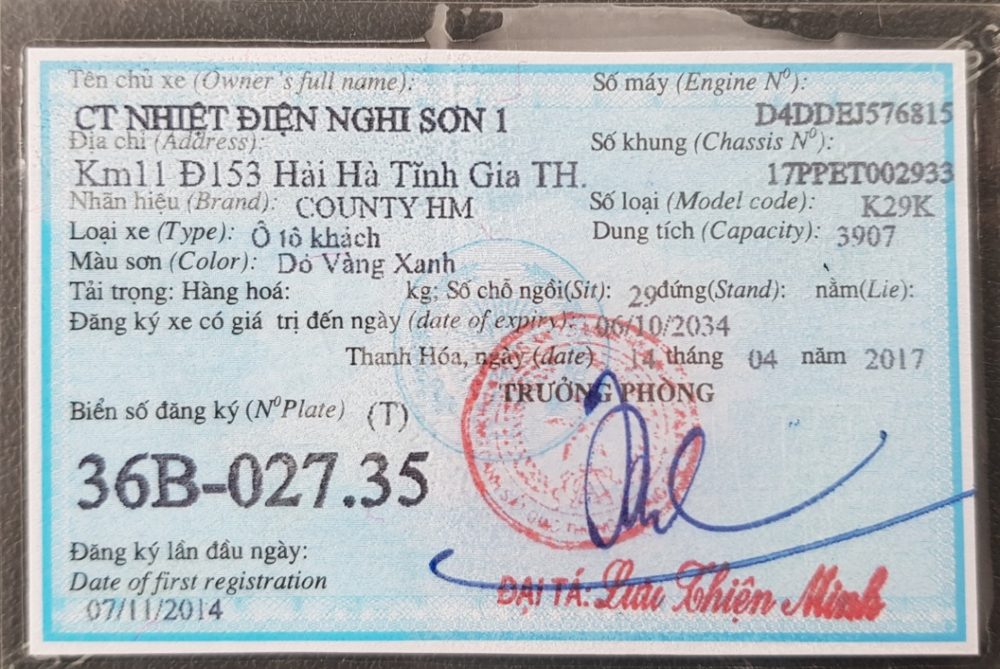 Tên chủ xe (Owner's full name):
CT NHIỆT ĐIỆN NGHI SƠN 1
Địa chỉ (Address):
Km11 Đ153 Hải Hà Tĩnh Gia TH.
Nhãn hiệu (Brand): COUNTY HM
Loại xe (Type): Ô tô khách
Màu sơn (Color): Đỏ Vàng Xanh
Số máy (Engine Nº):
D4DDEJ576815
Số khung (Chassis Nº):
17PPET002933
Số loại (Model code): K29K
Dung tích (Capacity): 3907
Tải trọng: Hàng hoá: kg; Số chỗ ngồi(Sit): 29đứng(Stand): nằm(Lie):
Đăng ký xe có giá trị đến ngày (date of expiry): 06/10/2034
Thanh Hóa, ngày (date) 14 tháng 04 năm 2017
TRƯỞNG PHÒNG
Biển số đăng ký (NºPlate) (T)
36B-027.35
Đăng ký lần đầu ngày:
Date of first registration
07/11/2014
ĐẠI TÁ: Lưu Thiện Minh